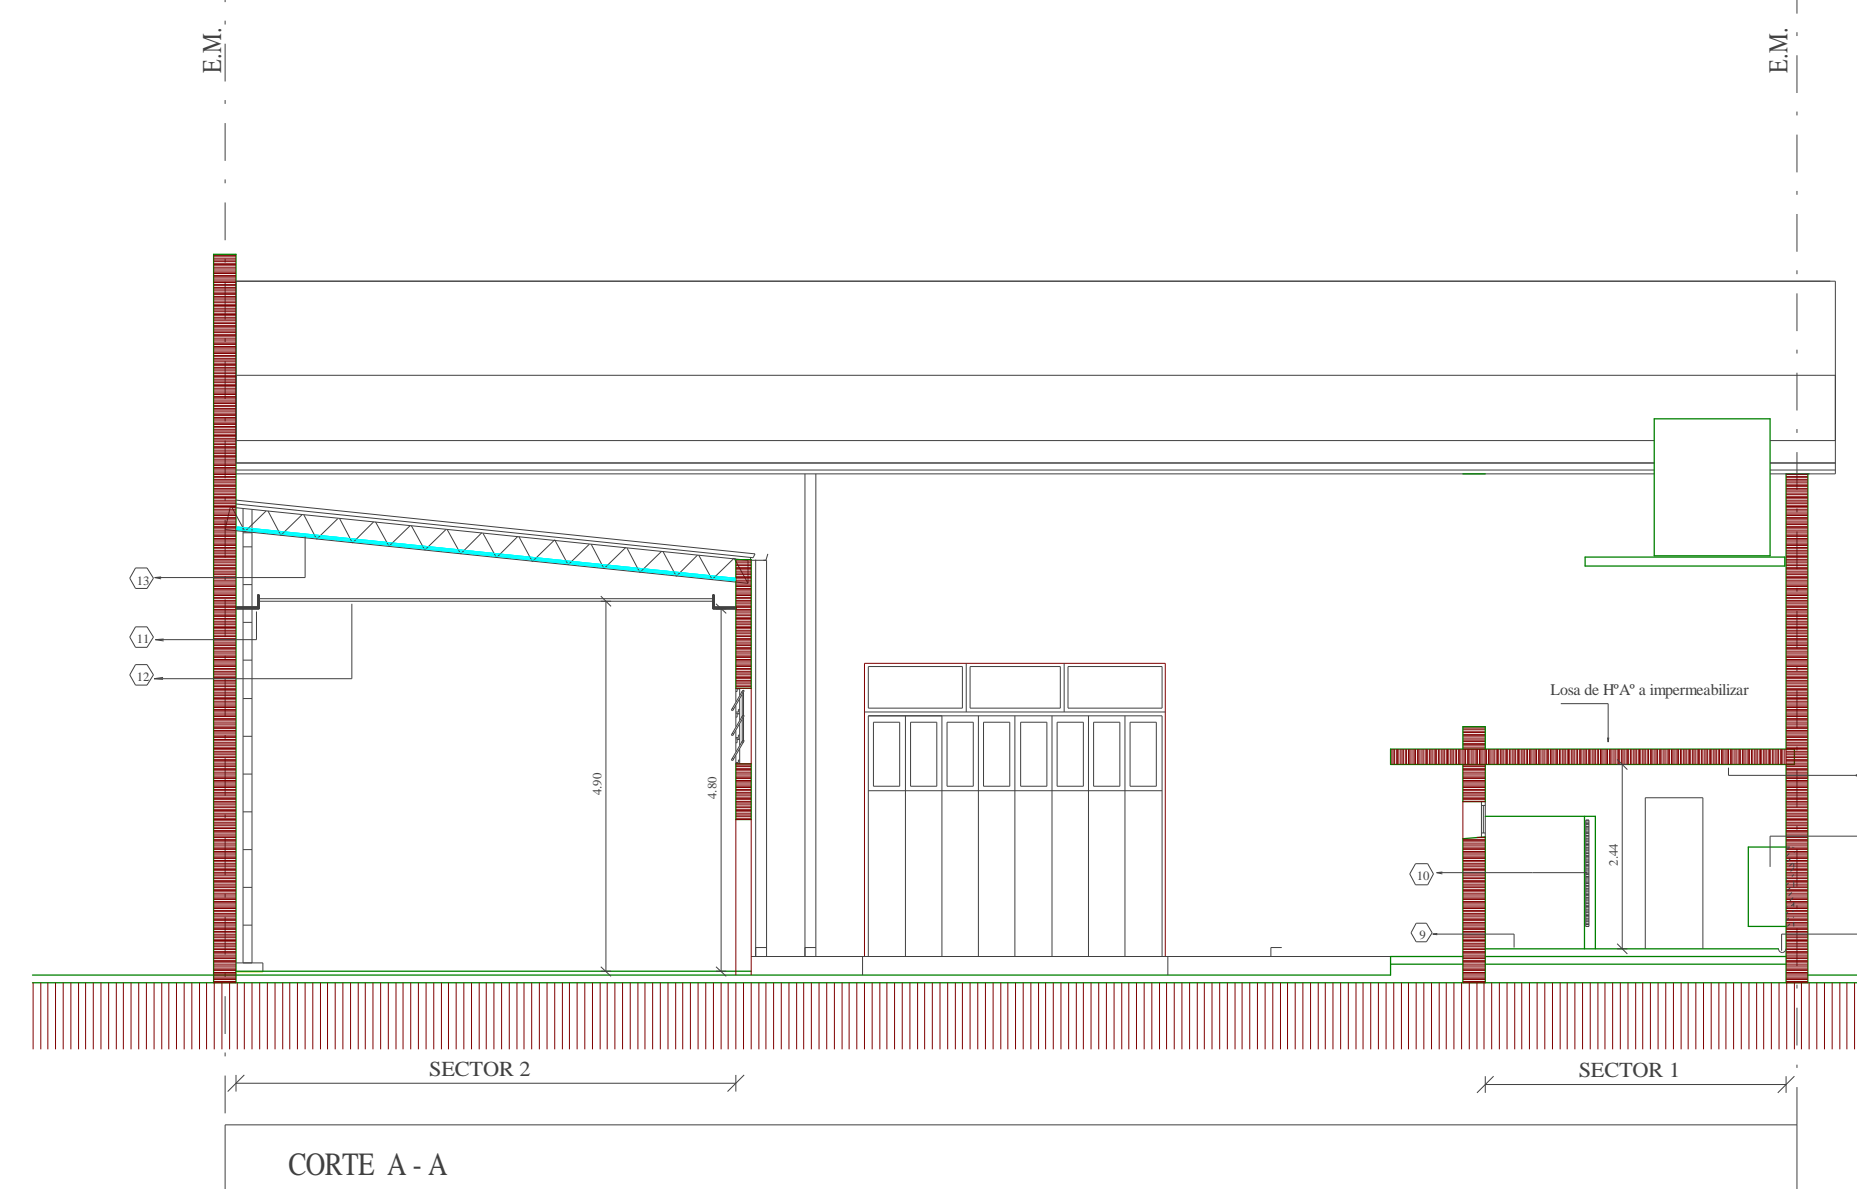 E.M.
E.M.
13
11
12
4.90
4.80
Losa de HºAº a impermeabilizar
10
9
2.44
SECTOR 2
SECTOR 1
CORTE A - A